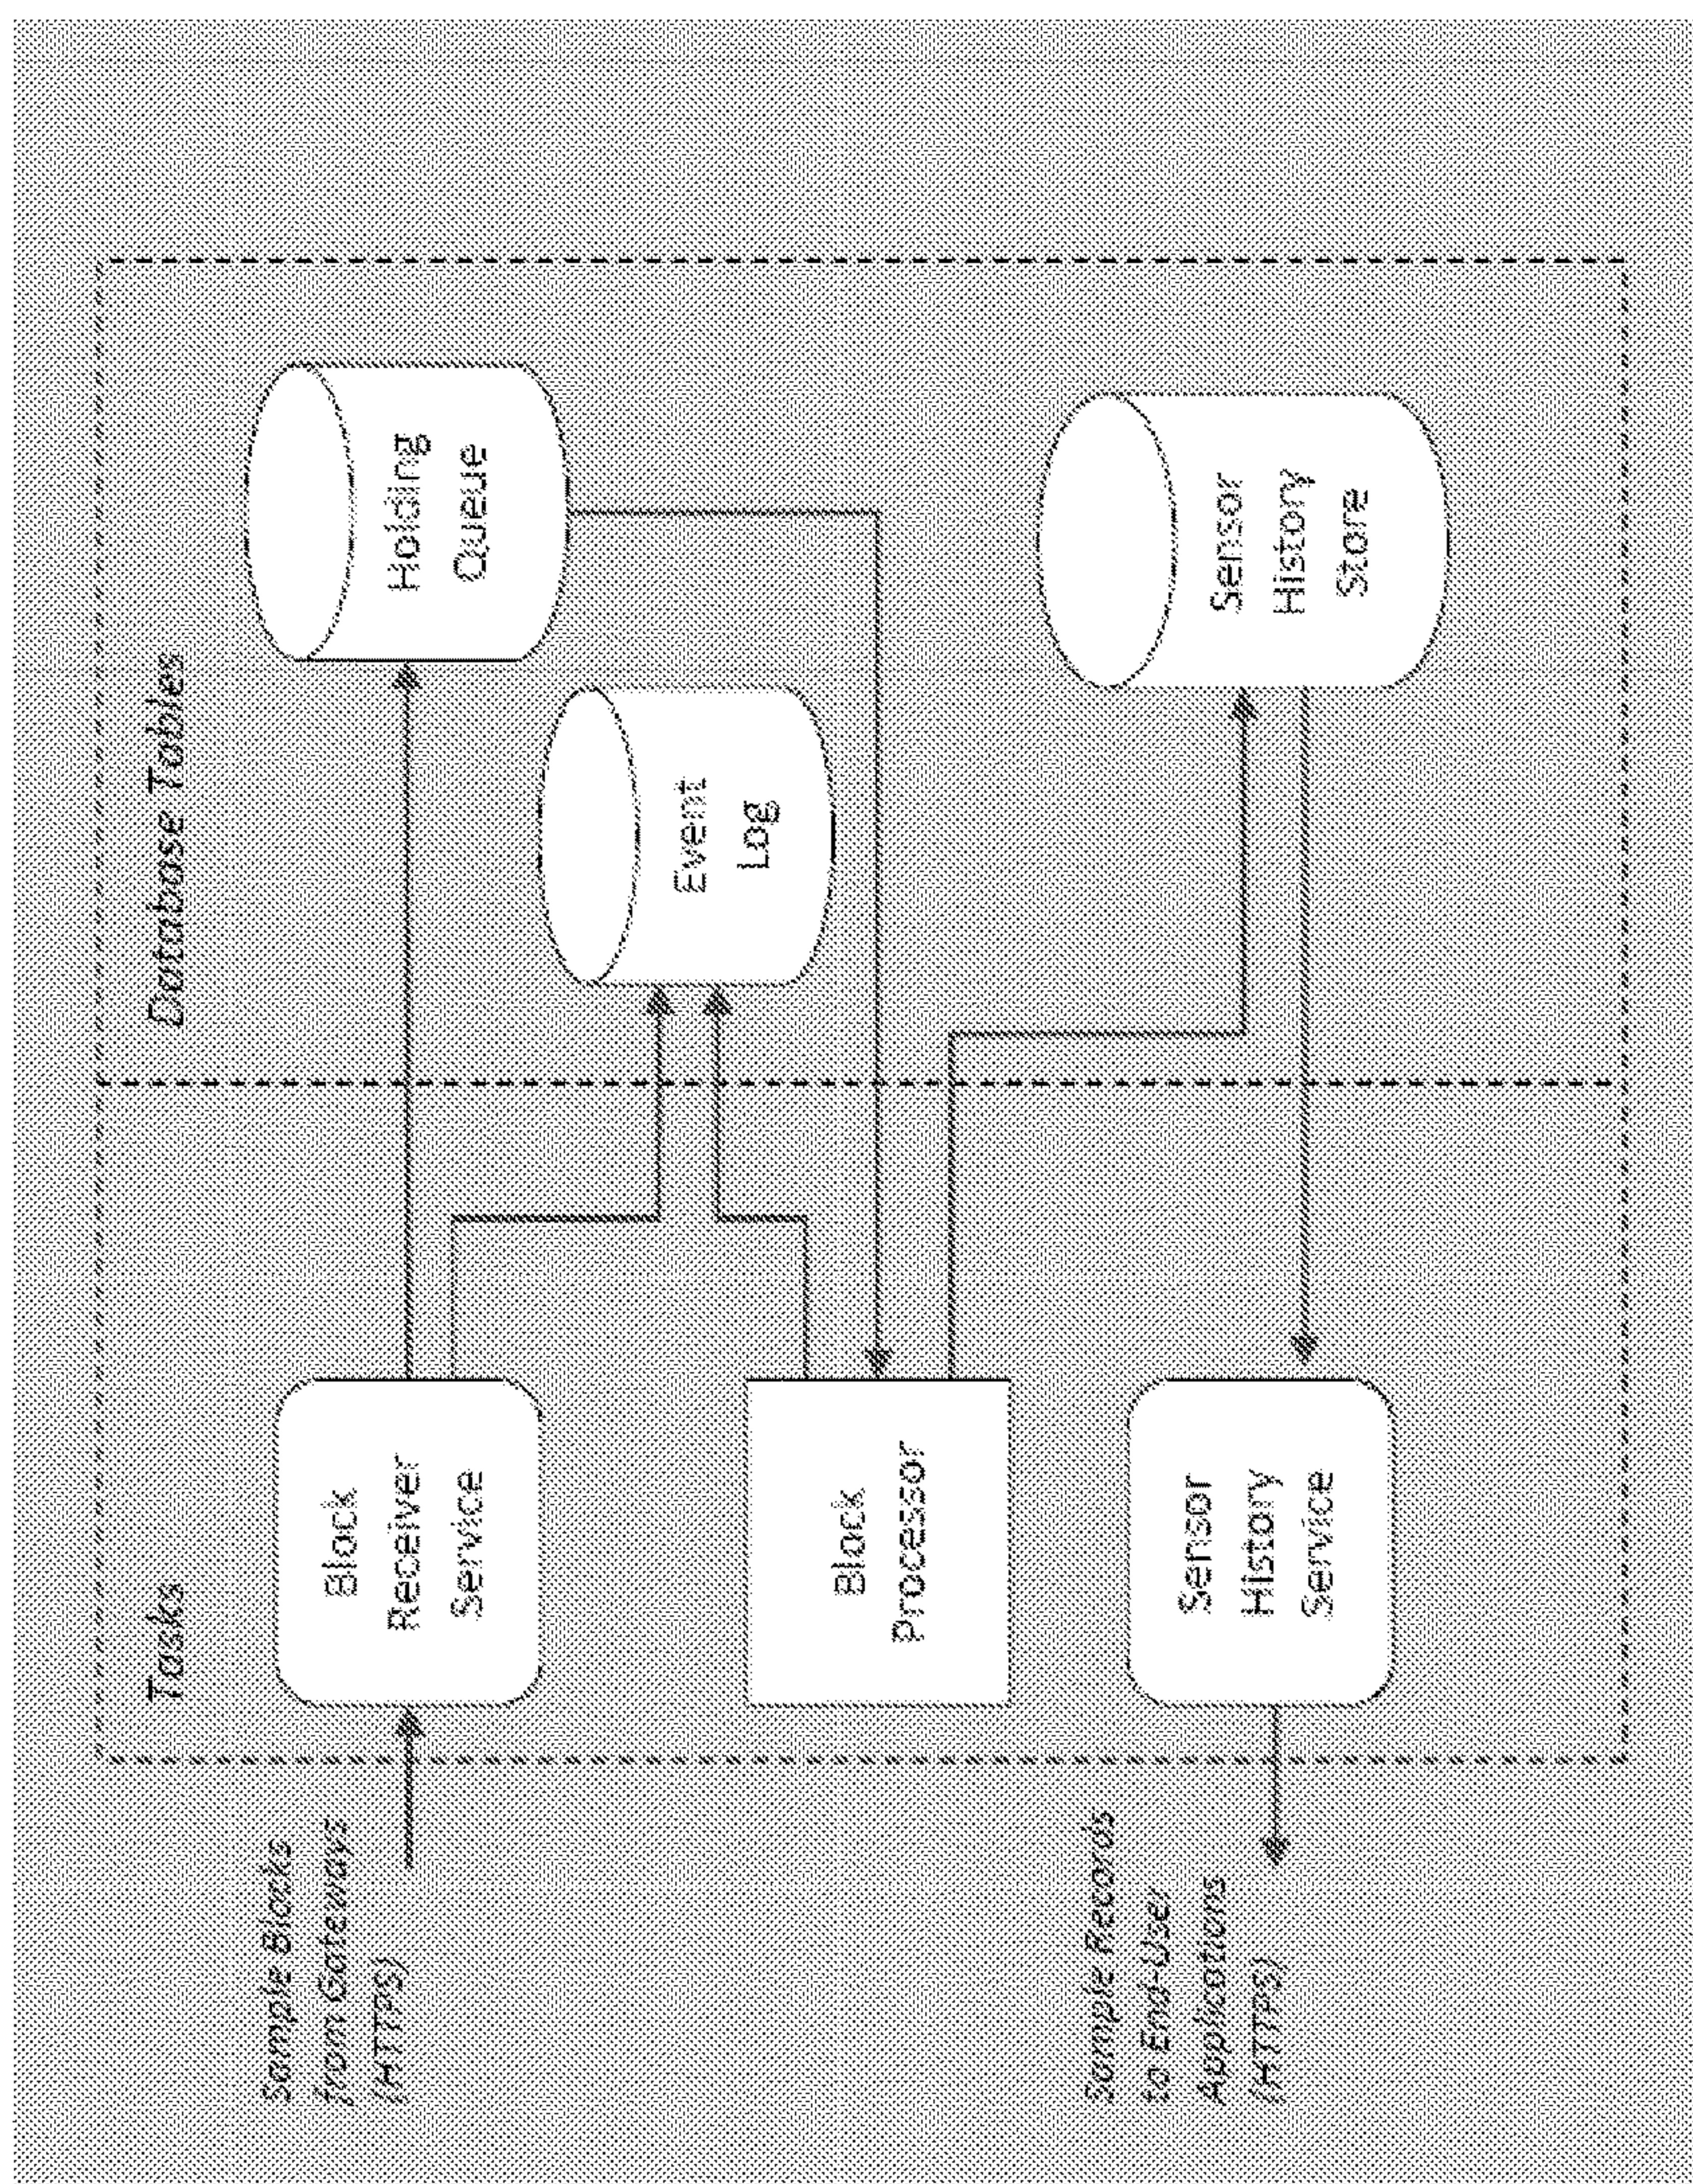 Tasks
Database Tables
Sample Blocks
from Gateways
(HTTPS)
Block
Receiver
Service
Holding
Queue
Event
Log
Block
Processor
Sample Records
to End-User
Applications
(HTTPS)
Sensor
History
Service
Sensor
History
Store